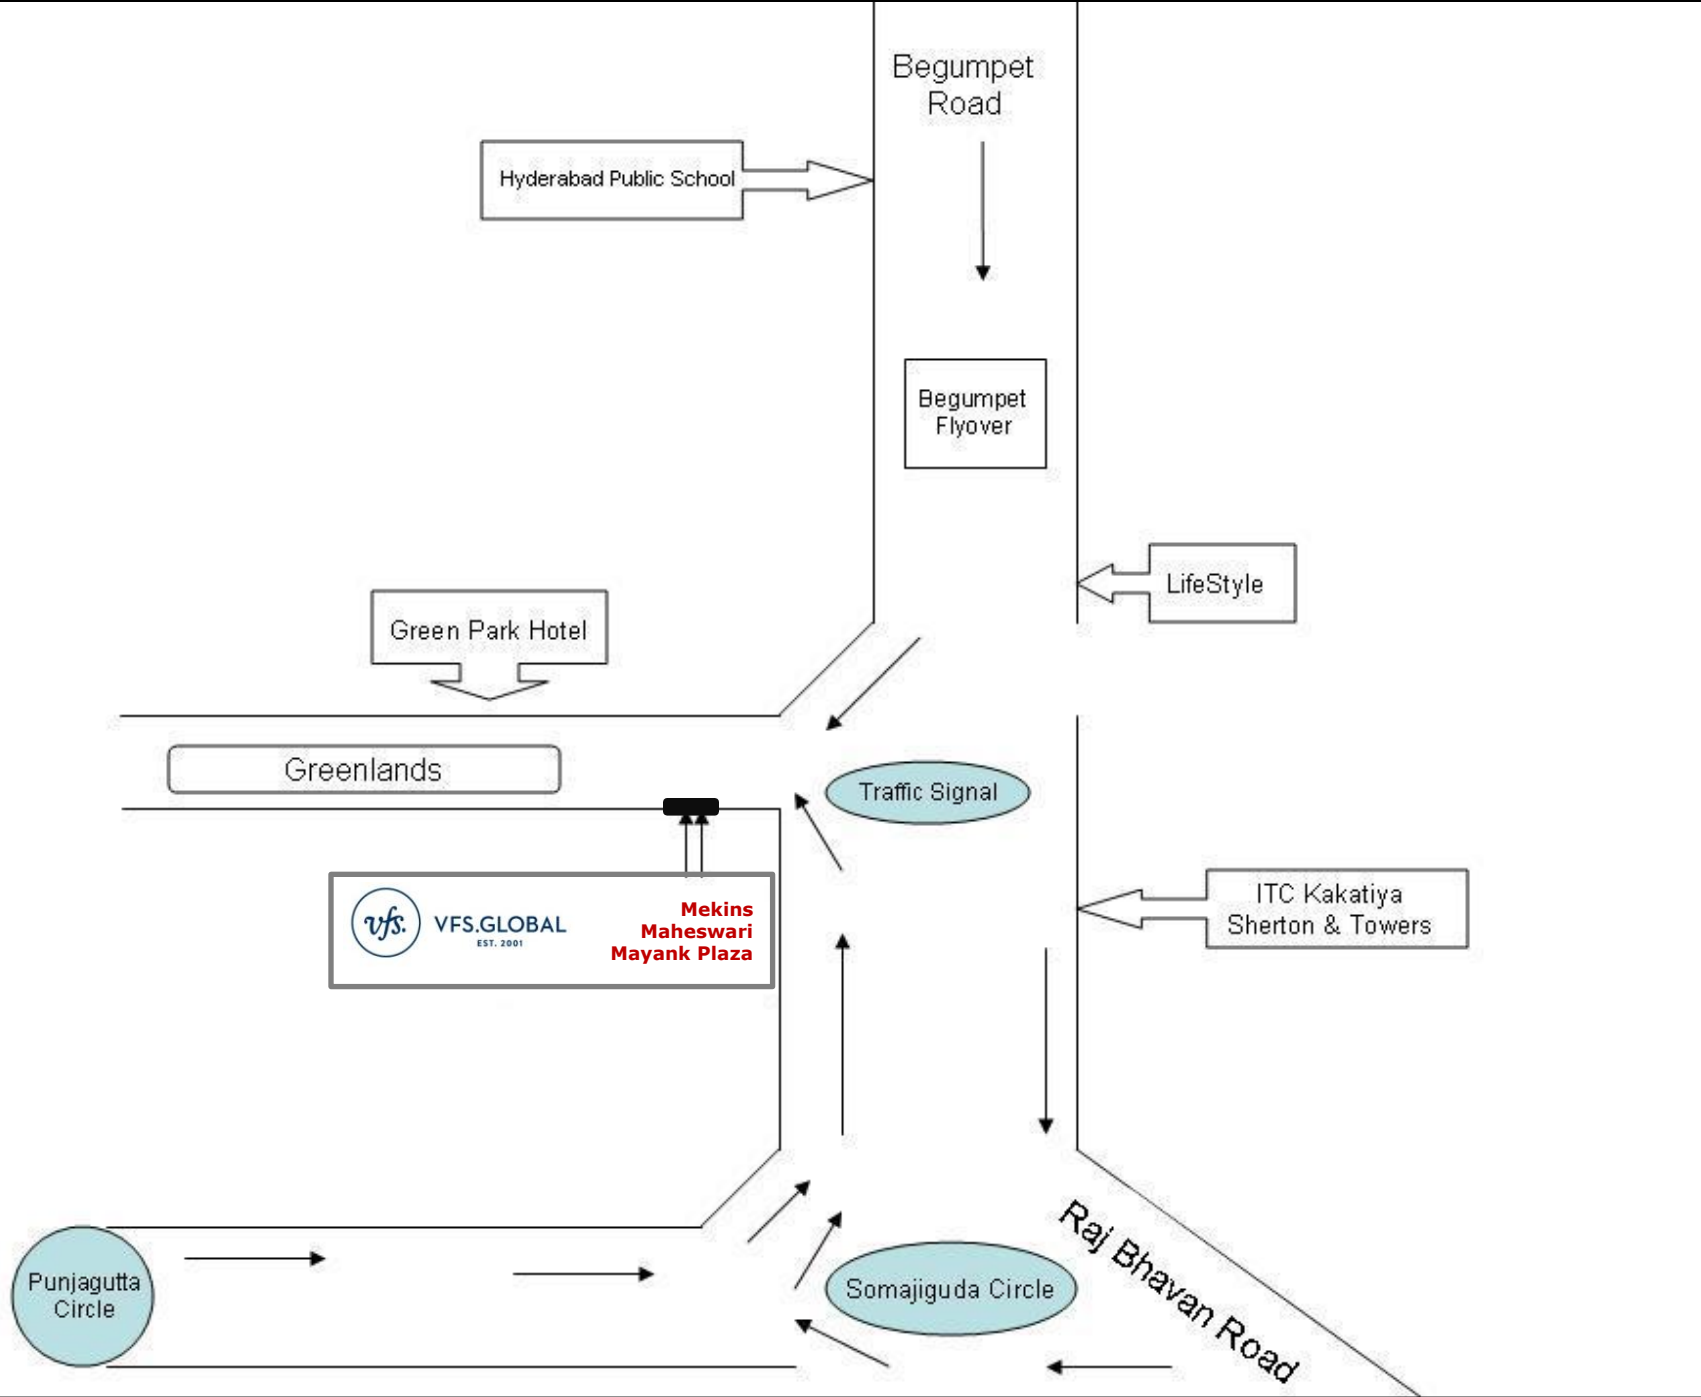 Begumpet
Road
Hyderabad Public School
Begumpet
Flyover
LifeStyle
Green Park Hotel
Greenlands
Traffic Signal
ITC Kakatiya
Sherton & Towers
vfs.
VFS.GLOBAL
EST. 2001
Mekins
Maheswari
Mayank Plaza
Raj Bhavan Road
Punjagutta
Circle
Somajiguda Circle